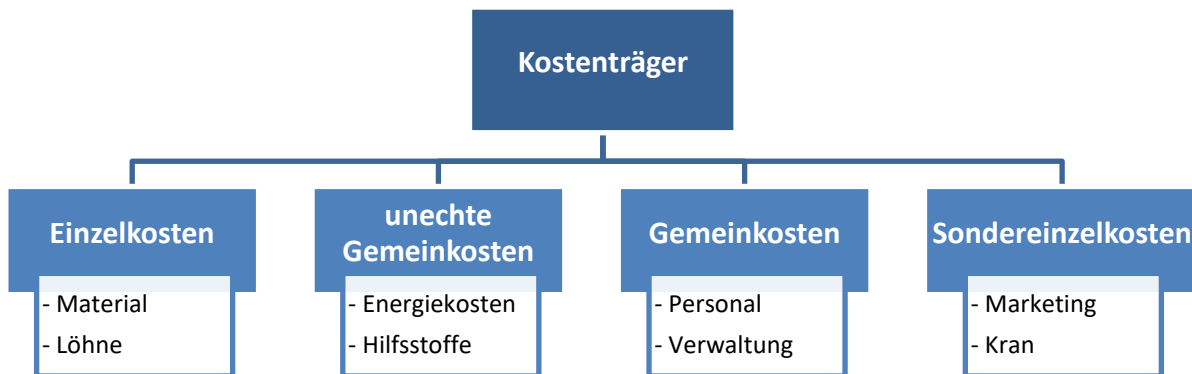 Kostenträger
Einzelkosten
- Material
- Löhne
unechte
Gemeinkosten
- Energiekosten
- Hilfsstoffe
Gemeinkosten
- Personal
- Verwaltung
Sondereinzelkosten
- Marketing
- Kran